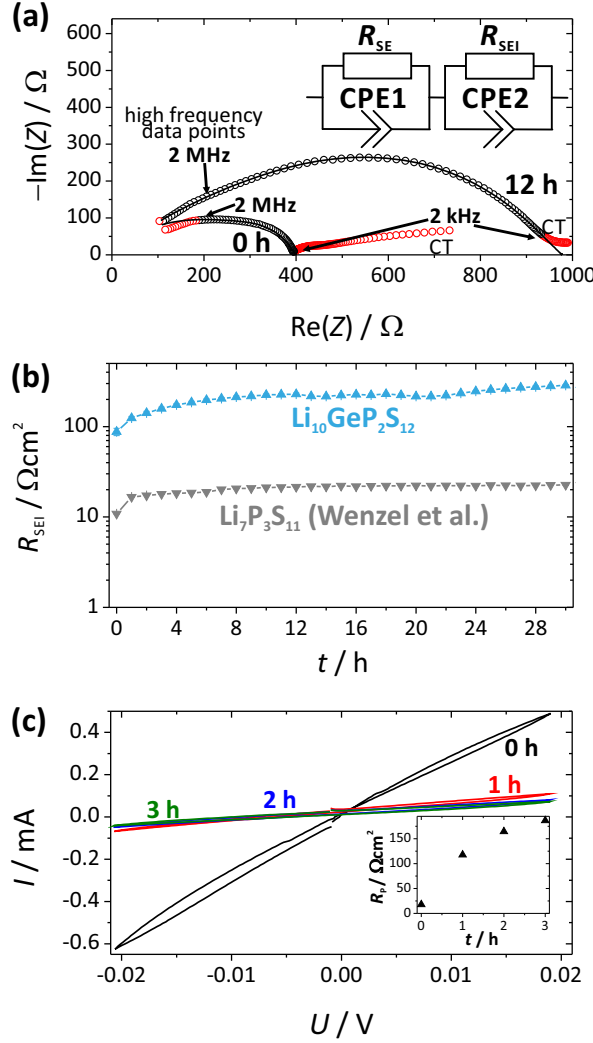 (a)
R_SE
R_SEI
CPE1
CPE2
high frequency
data points
2 MHz
2 MHz
12 h
0 h
2 kHz
CT
CT
600
500
400
300
200
100
0
−Im(Z) / Ω
0 200 400 600 800 1000
Re(Z) / Ω
(b)
100
10
1
R_SEI / Ωcm²
Li₁₀GeP₂S₁₂
Li₇P₃S₁₁ (Wenzel et al.)
0 4 8 12 16 20 24 28
t / h
(c)
0.4
0.2
0.0
-0.2
-0.4
-0.6
I / mA
0 h
1 h
2 h
3 h
150
100
50
0
R_P / Ωcm²
0 1 2 3
t / h
-0.02 -0.01 0.00 0.01 0.02
U / V